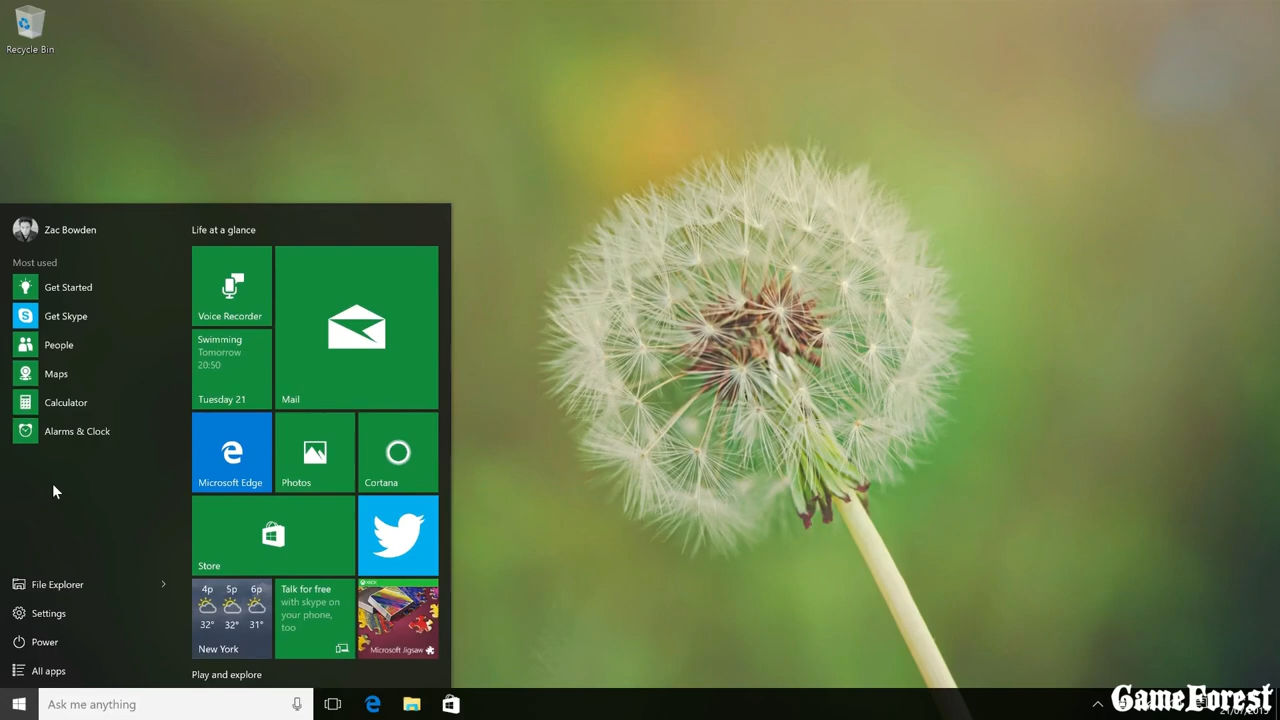 Recycle Bin
Zac Bowden
Most used
Get Started
Get Skype
People
Maps
Calculator
Alarms & Clock
File Explorer
Settings
Power
All apps
Life at a glance
Voice Recorder
Swimming
Tomorrow
20:50
Tuesday 21
Mail
Microsoft Edge
Photos
Cortana
Store
4p 5p 6p
32° 32° 31°
New York
Talk for free
with skype on
your phone,
too
XBOX
Microsoft Jigsaw
Play and explore
Ask me anything
GameForest